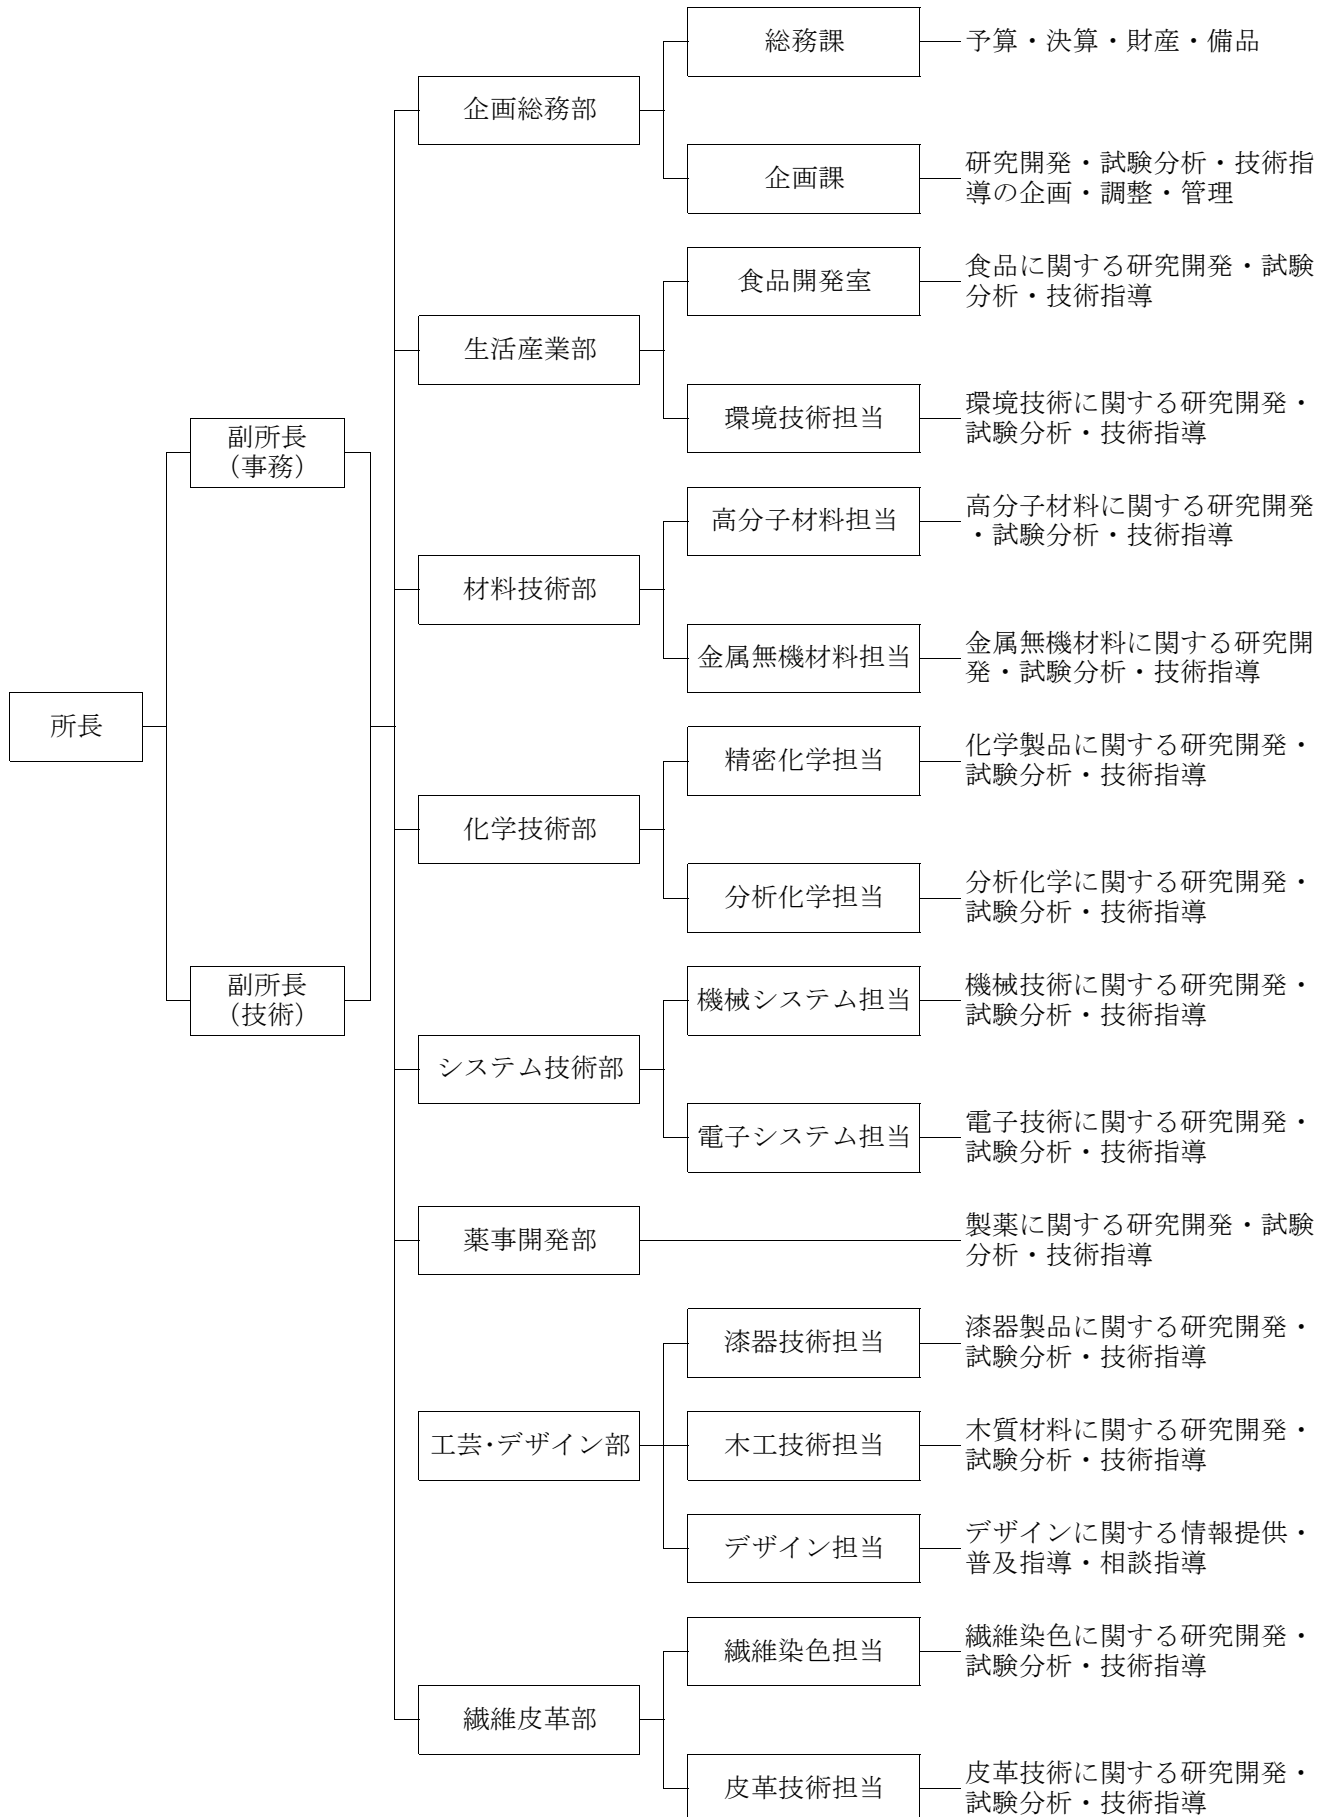 所長
副所長
（事務）
副所長
（技術）
企画総務部
総務課
予算・決算・財産・備品
企画課
研究開発・試験分析・技術指
導の企画・調整・管理
生活産業部
食品開発室
食品に関する研究開発・試験
分析・技術指導
環境技術担当
環境技術に関する研究開発・
試験分析・技術指導
材料技術部
高分子材料担当
高分子材料に関する研究開発
・試験分析・技術指導
金属無機材料担当
金属無機材料に関する研究開
発・試験分析・技術指導
化学技術部
精密化学担当
化学製品に関する研究開発・
試験分析・技術指導
分析化学担当
分析化学に関する研究開発・
試験分析・技術指導
システム技術部
機械システム担当
機械技術に関する研究開発・
試験分析・技術指導
電子システム担当
電子技術に関する研究開発・
試験分析・技術指導
薬事開発部
製薬に関する研究開発・試験
分析・技術指導
工芸・デザイン部
漆器技術担当
漆器製品に関する研究開発・
試験分析・技術指導
木工技術担当
木質材料に関する研究開発・
試験分析・技術指導
デザイン担当
デザインに関する情報提供・
普及指導・相談指導
繊維皮革部
繊維染色担当
繊維染色に関する研究開発・
試験分析・技術指導
皮革技術担当
皮革技術に関する研究開発・
試験分析・技術指導